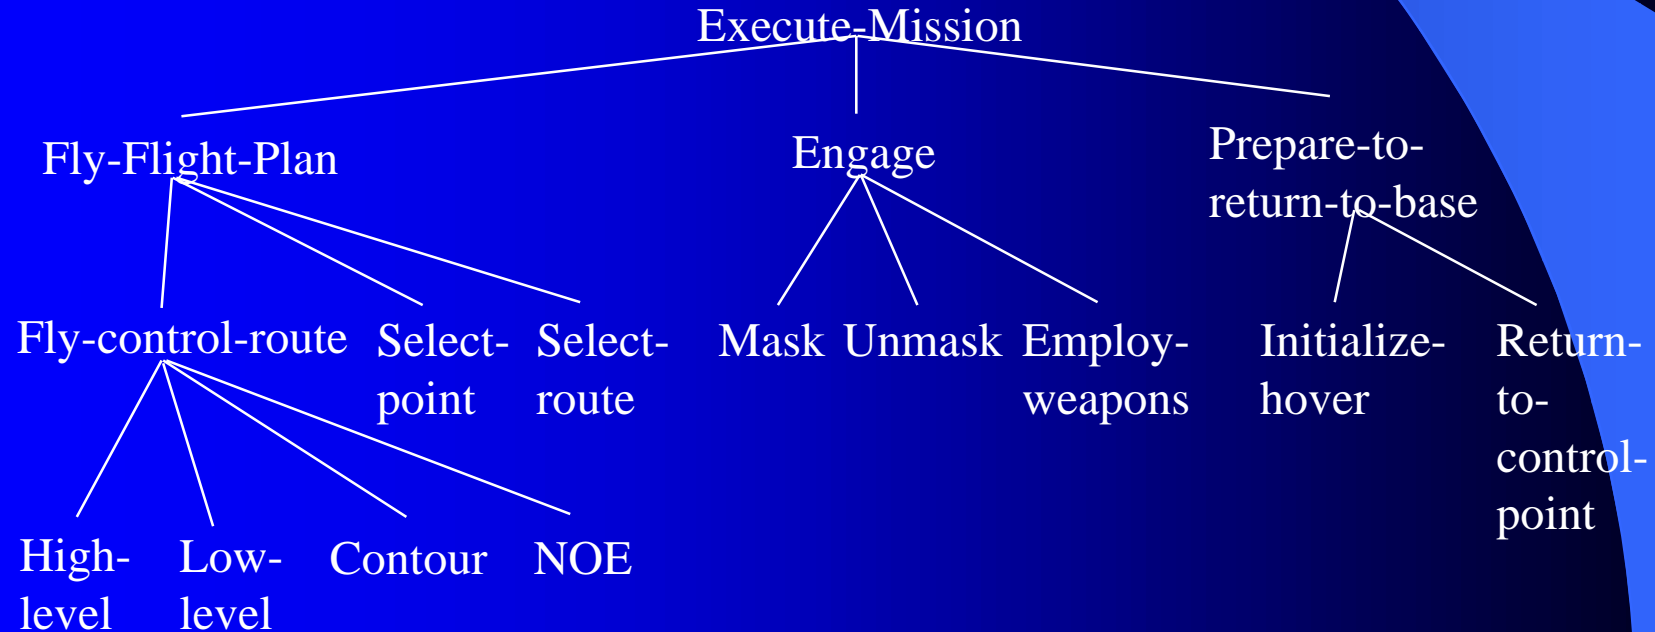 Execute-Mission
Fly-Flight-Plan
Engage
Prepare-to-
return-to-base
Fly-control-route
Select-
point
Select-
route
Mask
Unmask
Employ-
weapons
Initialize-
hover
Return-
to-
control-
point
High-
level
Low-
level
Contour
NOE